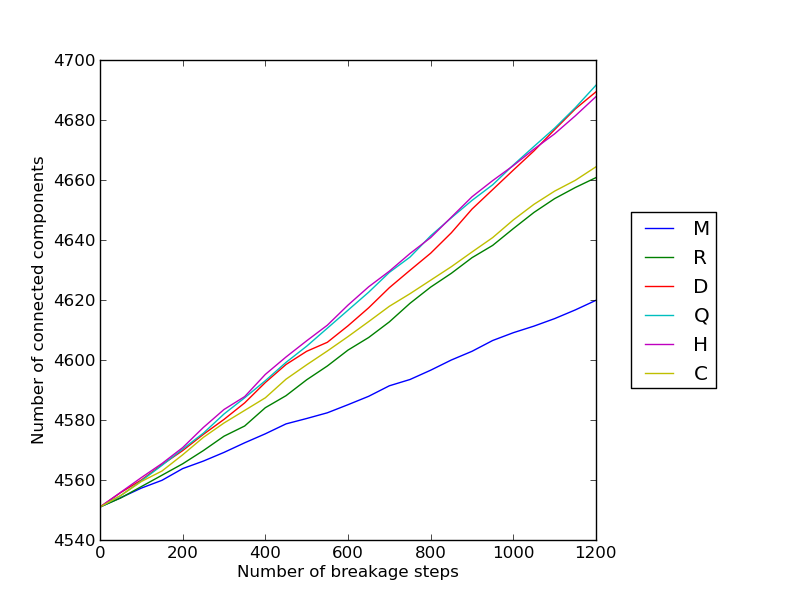 Number of connected components
4700
4680
4660
4640
4620
4600
4580
4560
4540
0 200 400 600 800 1000 1200
Number of breakage steps
M
R
D
Q
H
C